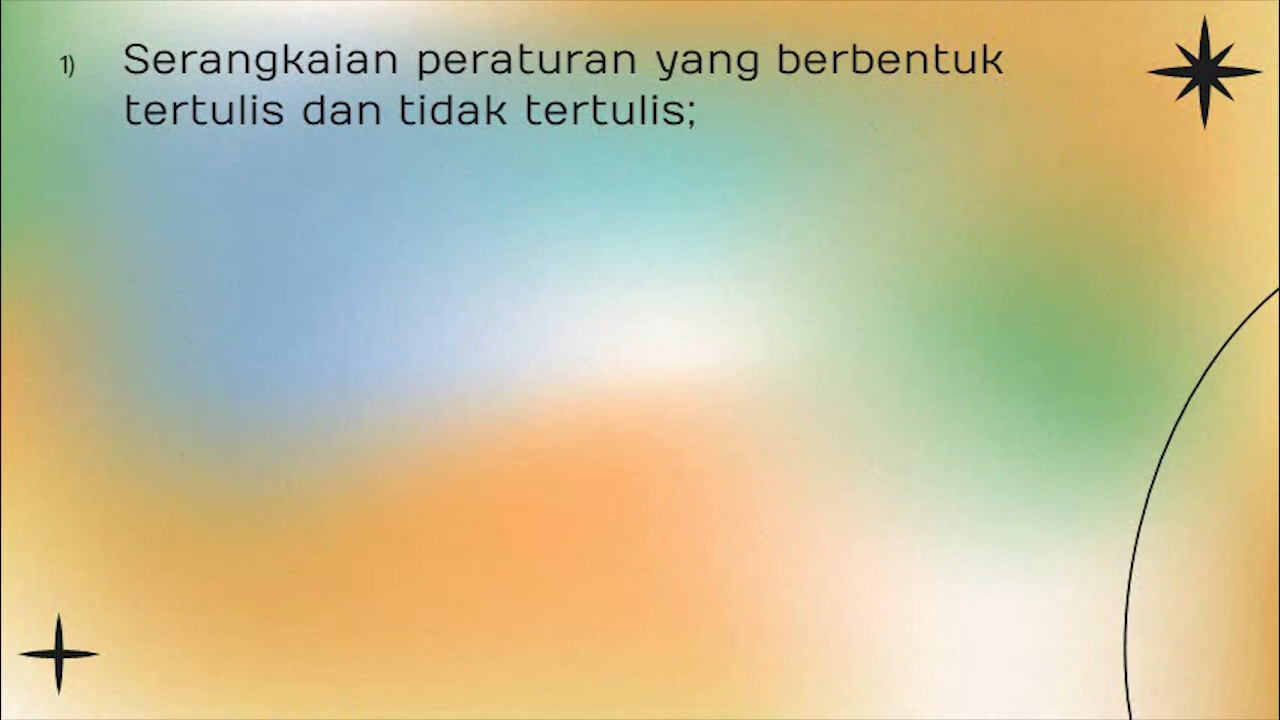 1) Serangkaian peraturan yang berbentuk
tertulis dan tidak tertulis;